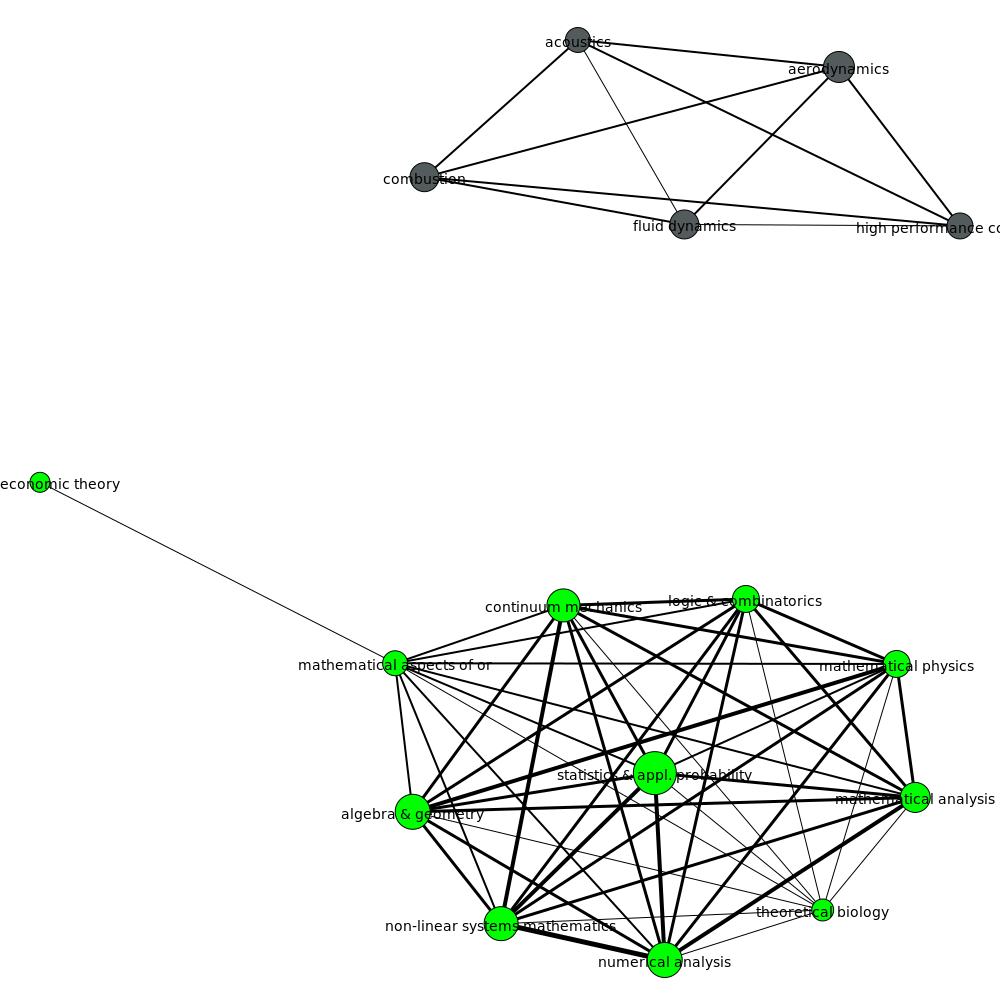 acoustics
aerodynamics
combustion
fluid dynamics
high performance co
economic theory
continuum mechanics
logic & combinatorics
mathematical aspects of or
mathematical physics
statistics & appl. probability
mathematical analysis
algebra & geometry
theoretical biology
non-linear systems mathematics
numerical analysis